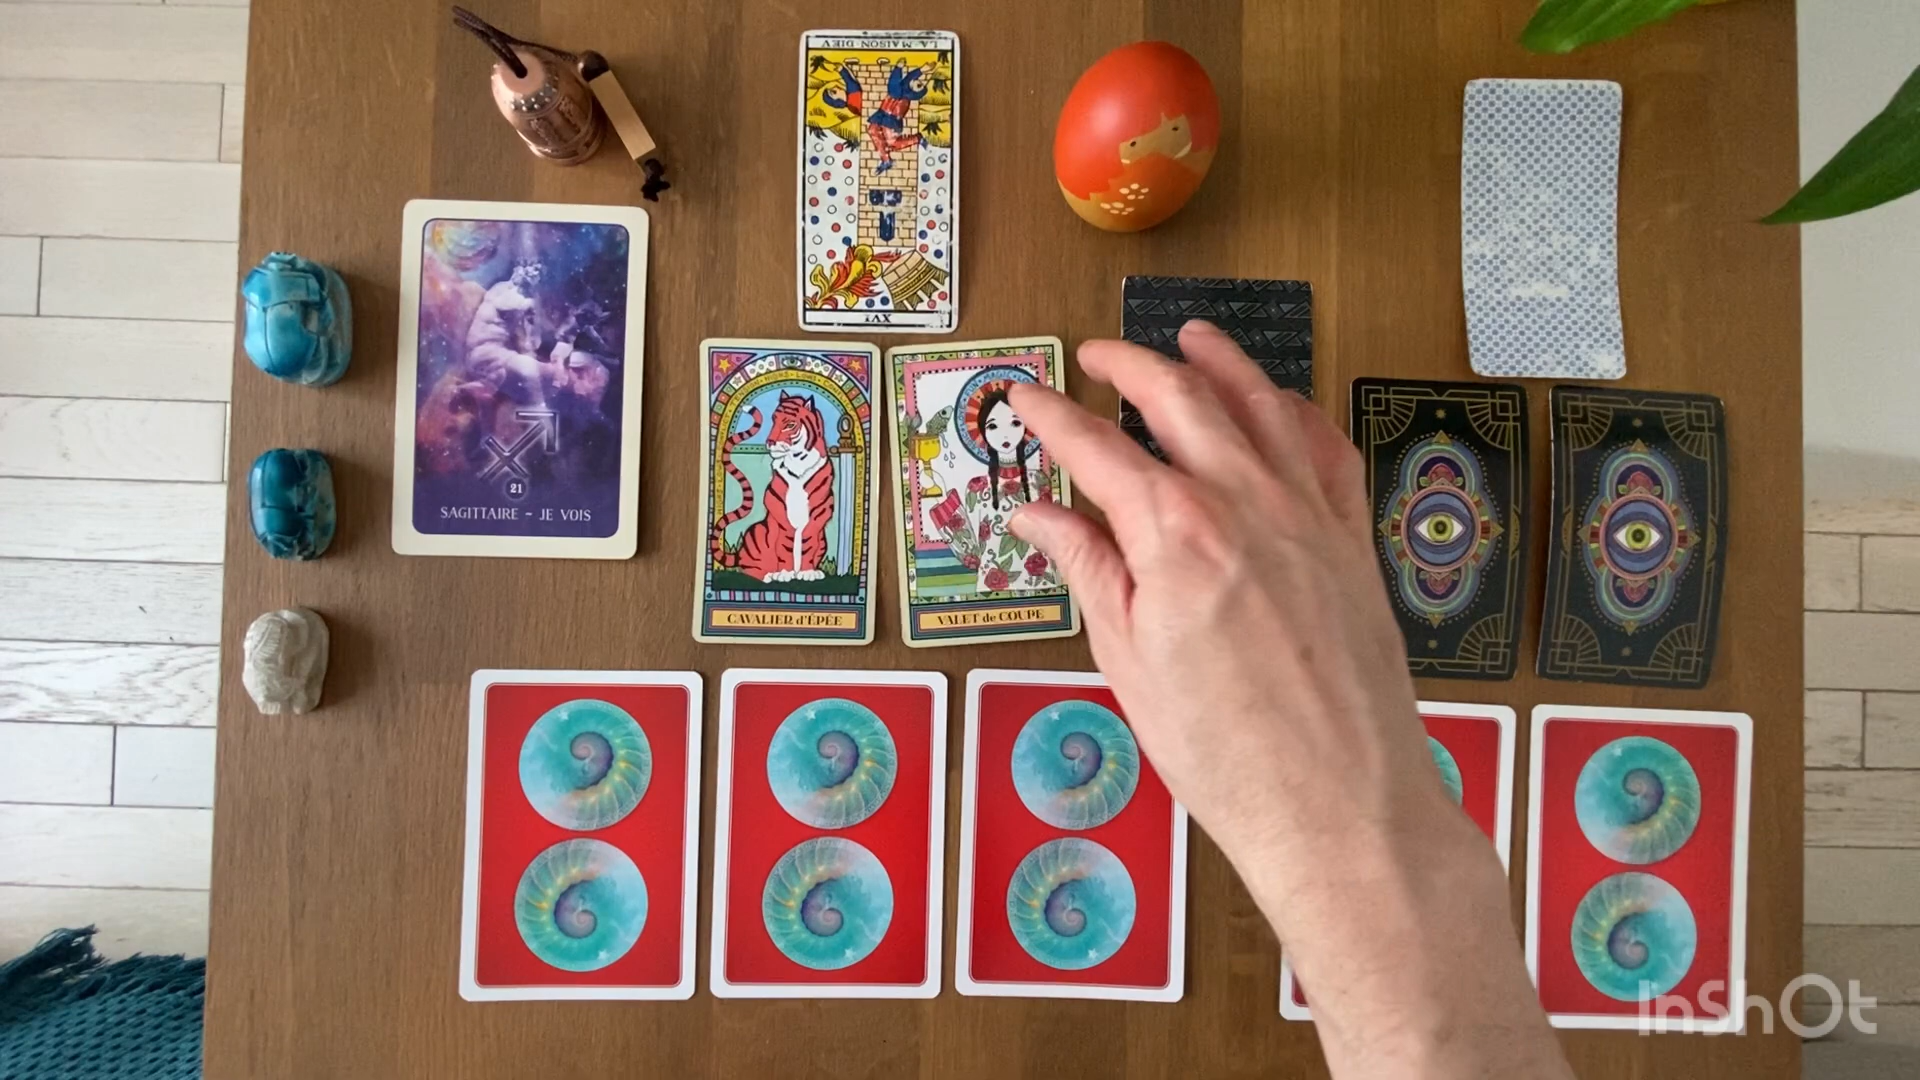 LA·MAISON·DIEV
XVI
21
SAGITTAIRE - JE VOIS
CAVALIER d'ÉPÉE
VALET de COUPE
InShOt